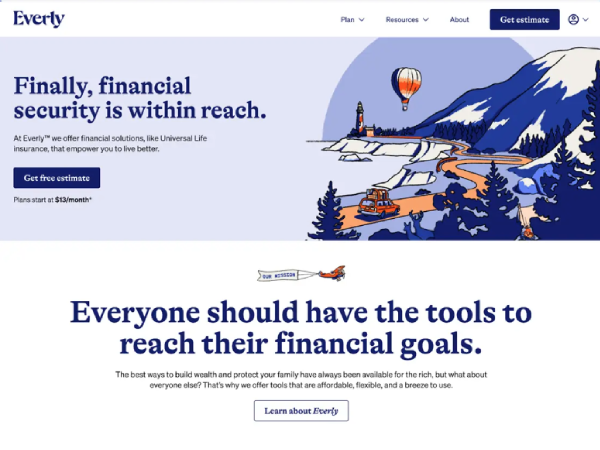 Everly
Plan
Resources
About
Get estimate
Finally, financial
security is within reach.
At Everly™ we offer financial solutions, like Universal Life
insurance, that empower you to live better.
Get free estimate
Plans start at $13/month*
OUR MISSION
Everyone should have the tools to
reach their financial goals.
The best ways to build wealth and protect your family have always been available for the rich, but what about
everyone else? That's why we offer tools that are affordable, flexible, and a breeze to use.
Learn about Everly